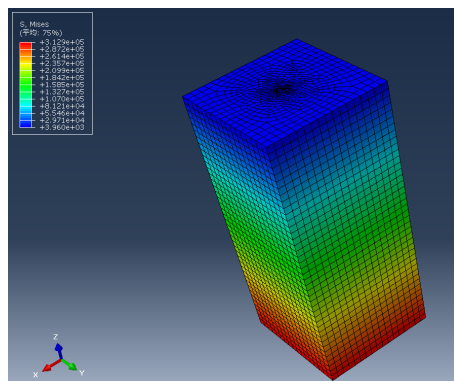 S, Mises
(平均: 75%)
+3.129e+05
+2.872e+05
+2.614e+05
+2.357e+05
+2.099e+05
+1.842e+05
+1.585e+05
+1.327e+05
+1.070e+05
+8.121e+04
+5.546e+04
+2.971e+04
+3.960e+03
Z
X
Y